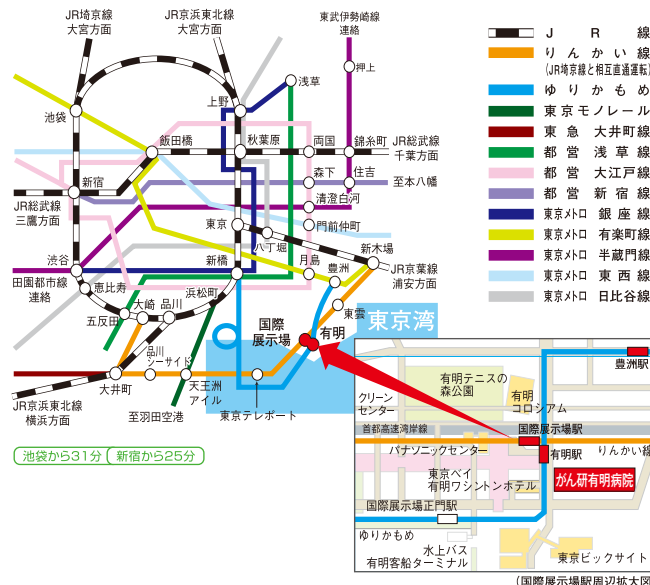 JR埼京線
大宮方面
JR京浜東北線
大宮方面
東武伊勢崎線
連絡
押上
浅草
上野
池袋
飯田橋
秋葉原
両国
錦糸町
JR総武線
千葉方面
森下
住吉
至本八幡
新宿
JR総武線
三鷹方面
清澄白河
門前仲町
東京
八丁堀
新木場
渋谷
田園都市線
連絡
新橋
月島
豊洲
JR京葉線
浦安方面
恵比寿
浜松町
大崎
品川
五反田
東雲
国際
展示場
有明
東京湾
品川
シーサイド
大井町
天王洲
アイル
東京テレポート
JR京浜東北線
横浜方面
至羽田空港
池袋から31分
新宿から25分
JR線
りんかい線
(JR埼京線と相互直通運転)
ゆりかもめ
東京モノレール
東急 大井町線
都営 浅草線
都営 大江戸線
都営 新宿線
東京メトロ 銀座線
東京メトロ 有楽町線
東京メトロ 半蔵門線
東京メトロ 東西線
東京メトロ 日比谷線
豊洲駅
有明テニスの
森公園
クリーン
センター
有明
コロシアム
首都高速湾岸線
国際展示場駅
パナソニックセンター
有明駅
りんかい線
東京ベイ
有明ワシントンホテル
がん研有明病院
国際展示場正門駅
ゆりかもめ
水上バス
有明客船ターミナル
東京ビックサイト
(国際展示場駅周辺拡大図)